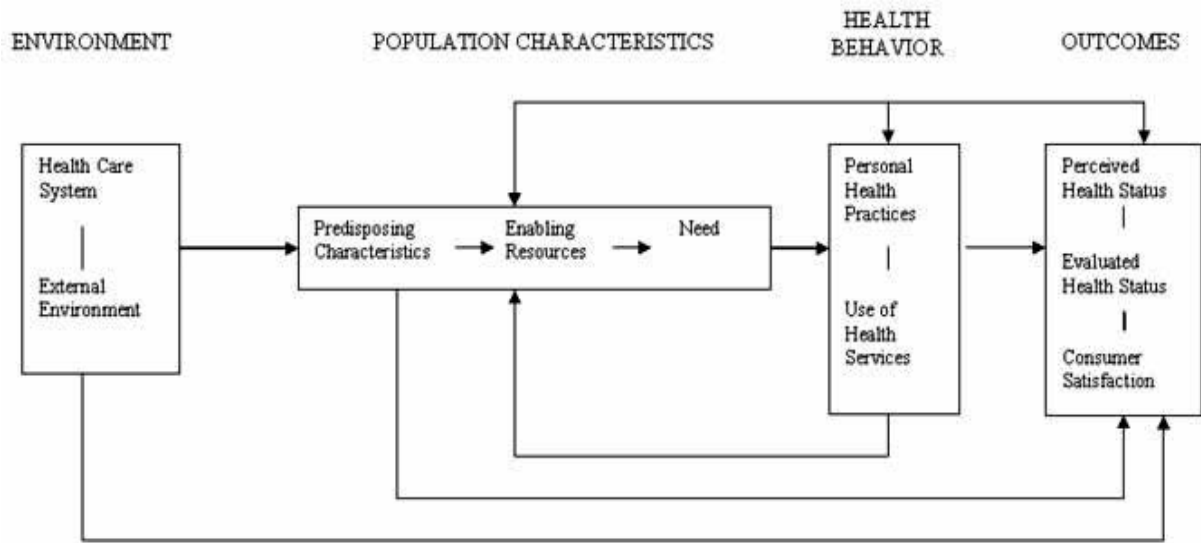 ENVIRONMENT
POPULATION CHARACTERISTICS
HEALTH
BEHAVIOR
OUTCOMES
Health Care
System
External
Environment
Predisposing
Characteristics
Enabling
Resources
Need
Personal
Health
Practices
Use of
Health
Services
Perceived
Health Status
Evaluated
Health Status
Consumer
Satisfaction